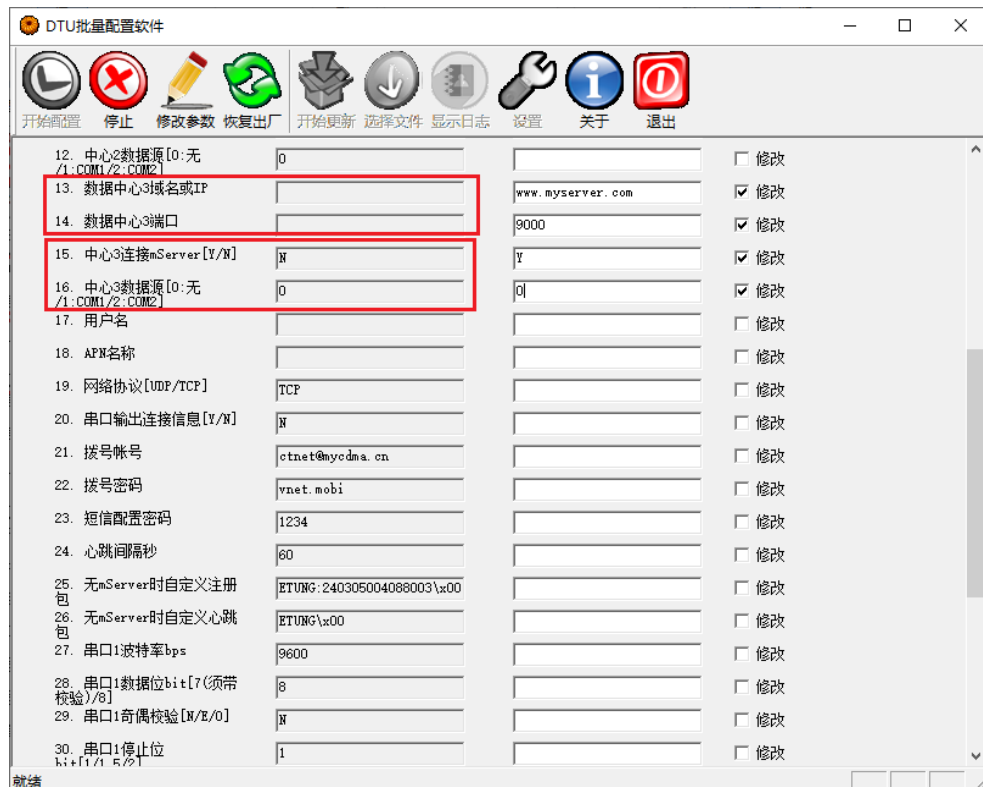 DTU批量配置软件
开始配置 停止 修改参数 恢复出厂 开始更新 选择文件 显示日志 设置 关于 退出
12. 中心2数据源[0:无 0 修改
/1:COM1/2:COM2]
13. 数据中心3域名或IP www.myserver.com 修改
14. 数据中心3端口 9000 修改
15. 中心3连接mServer[Y/N] N Y 修改
16. 中心3数据源[0:无 0 0 修改
/1:COM1/2:COM2]
17. 用户名 修改
18. APN名称 修改
19. 网络协议[UDP/TCP] TCP 修改
20. 串口输出连接信息[Y/N] N 修改
21. 拨号帐号 ctnet@mycdma.cn 修改
22. 拨号密码 vnet.mobi 修改
23. 短信配置密码 1234 修改
24. 心跳间隔秒 60 修改
25. 无mServer时自定义注册 ETUNG:240305004088003\x00 修改
包
26. 无mServer时自定义心跳 ETUNG\x00 修改
包
27. 串口1波特率bps 9600 修改
28. 串口1数据位bit[7(须带 8 修改
校验)/8]
29. 串口1奇偶校验[N/E/O] N 修改
30. 串口1停止位 1 修改
bit[1/1.5/2]
就绪